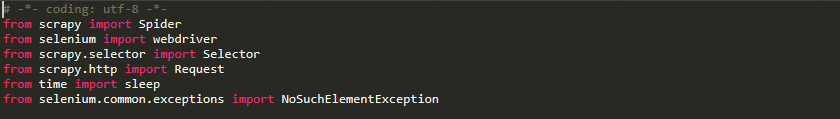 # -*- coding: utf-8 -*-
from scrapy import Spider
from selenium import webdriver
from scrapy.selector import Selector
from scrapy.http import Request
from time import sleep
from selenium.common.exceptions import NoSuchElementException